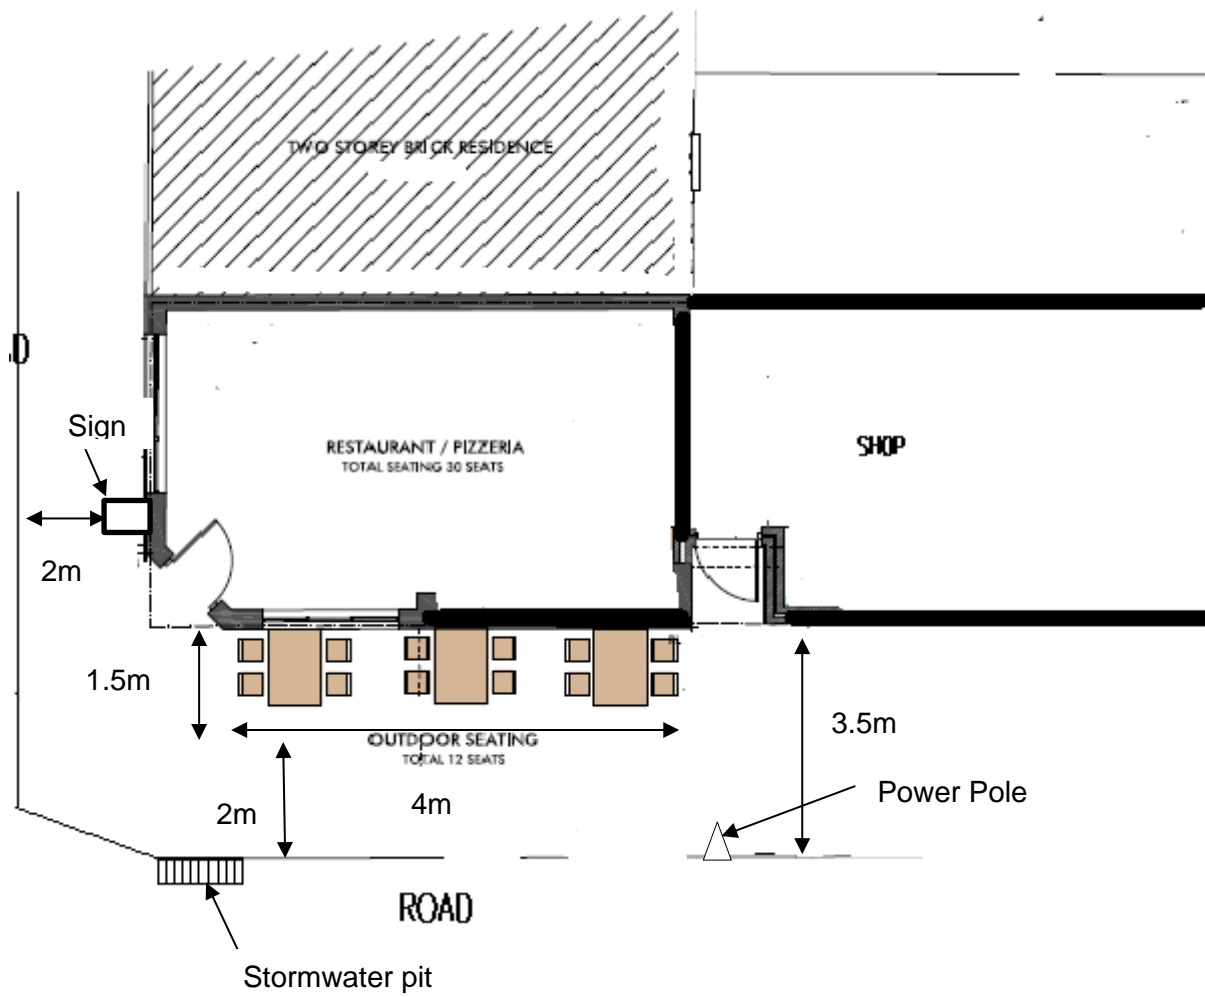 TWO STOREY BRICK RESIDENCE
D
Sign
RESTAURANT / PIZZERIA
TOTAL SEATING 30 SEATS
SHOP
2m
1.5m
3.5m
OUTDOOR SEATING
TOTAL 12 SEATS
2m
4m
Power Pole
ROAD
Stormwater pit